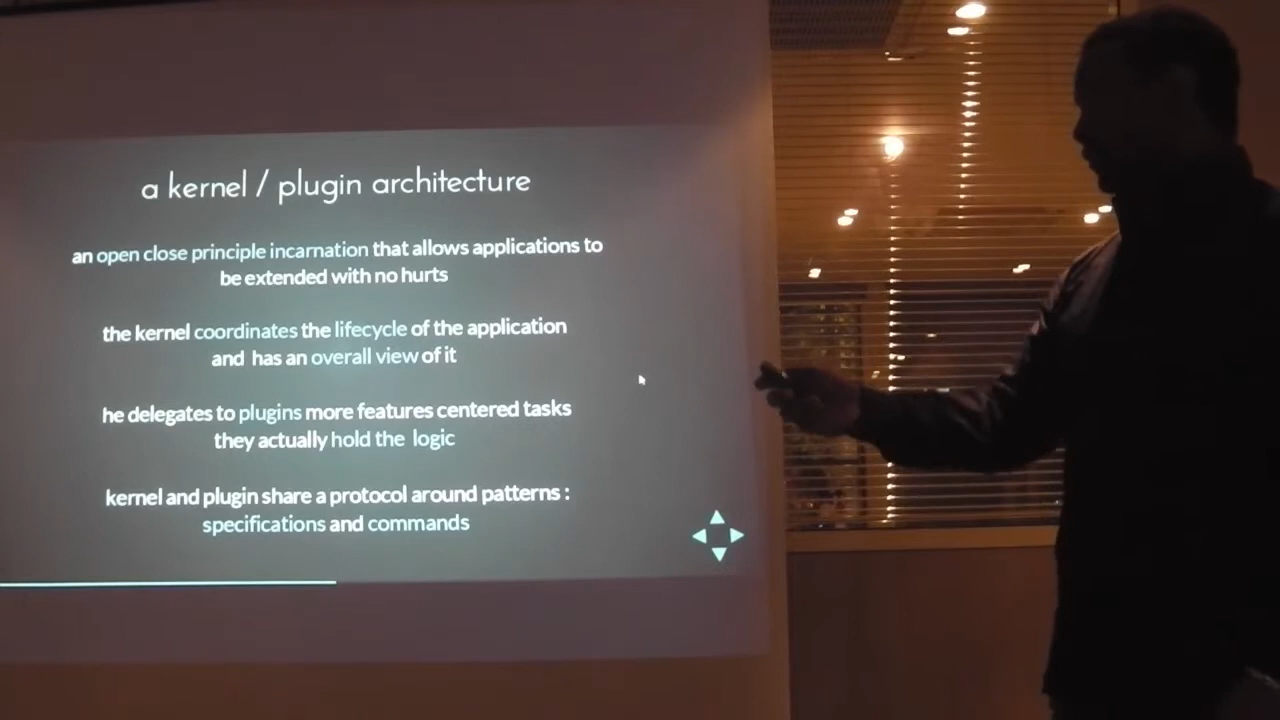 a kernel / plugin architecture
an open close principle incarnation that allows applications to
be extended with no hurts
the kernel coordinates the lifecycle of the application
and has an overall view of it
he delegates to plugins more features centered tasks
they actually hold the logic
kernel and plugin share a protocol around patterns :
specifications and commands